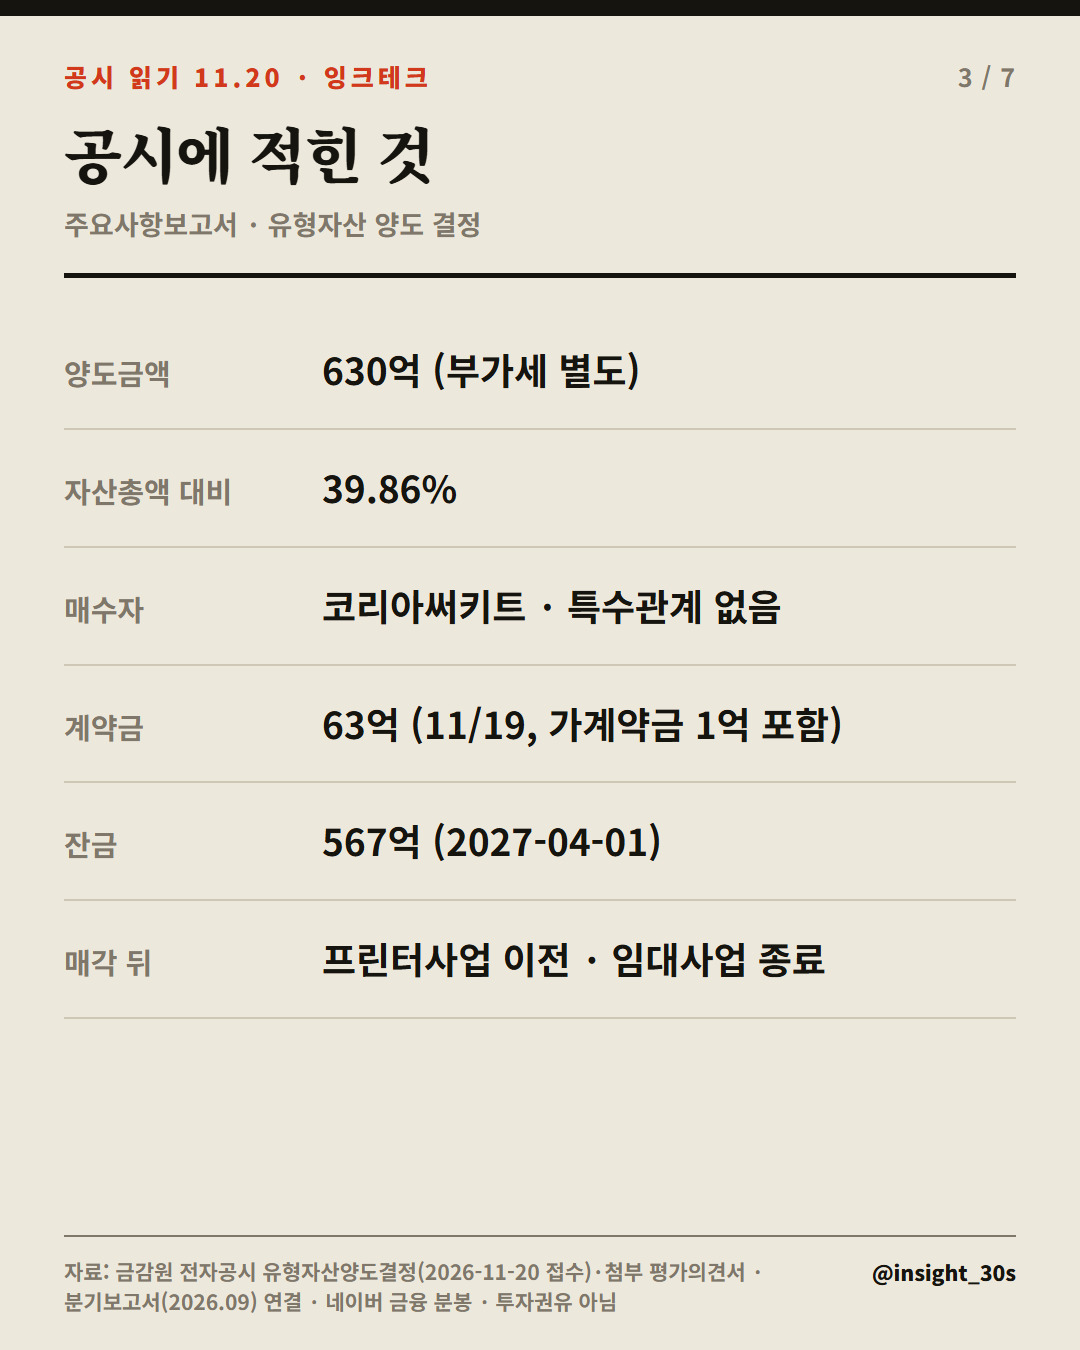 공시 읽기 11.20 · 잉크테크
3 / 7
공시에 적힌 것
주요사항보고서 · 유형자산 양도 결정
양도금액 630억 (부가세 별도)
자산총액 대비 39.86%
매수자 코리아써키트 · 특수관계 없음
계약금 63억 (11/19, 가계약금 1억 포함)
잔금 567억 (2027-04-01)
매각 뒤 프린터사업 이전 · 임대사업 종료
자료: 금감원 전자공시 유형자산양도결정(2026-11-20 접수)·첨부 평가의견서 ·
분기보고서(2026.09) 연결 · 네이버 금융 분봉 · 투자권유 아님
@insight_30s